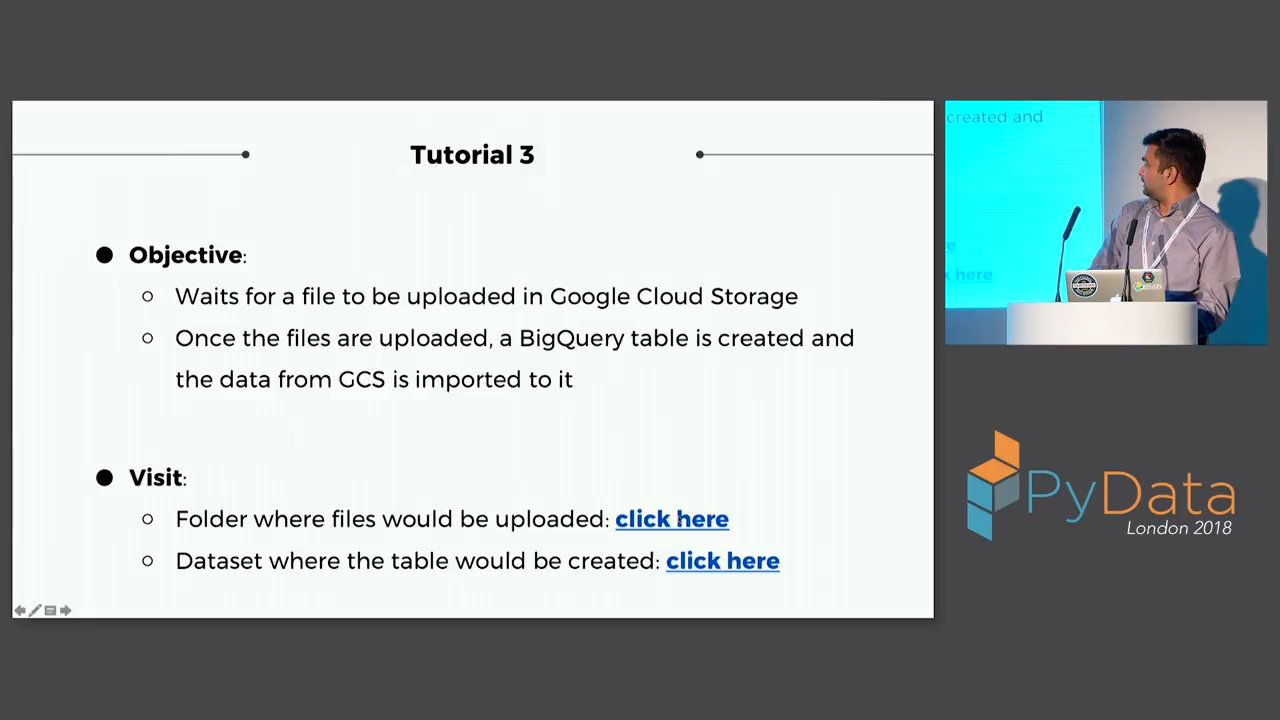 Tutorial 3
● Objective:
○ Waits for a file to be uploaded in Google Cloud Storage
○ Once the files are uploaded, a BigQuery table is created and
the data from GCS is imported to it
● Visit:
○ Folder where files would be uploaded: click here
○ Dataset where the table would be created: click here
created and
re
k here
PyData
London 2018